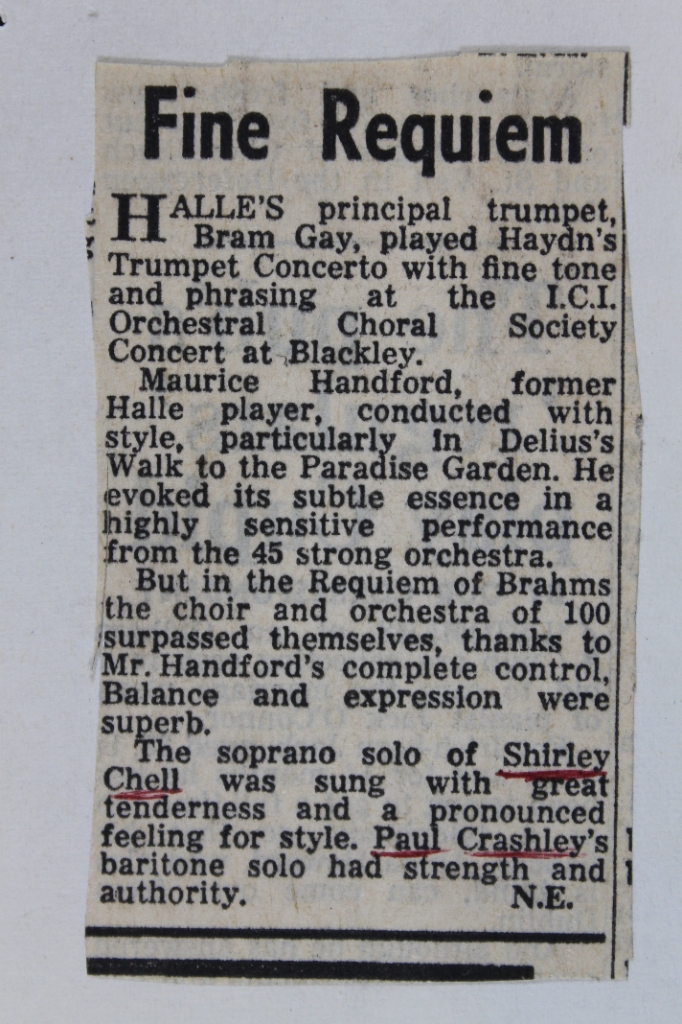 Fine Requiem
HALLE'S principal trumpet,
Bram Gay, played Haydn's
Trumpet Concerto with fine tone
and phrasing at the I.C.I.
Orchestral Choral Society
Concert at Blackley.
Maurice Handford, former
Halle player, conducted with
style, particularly in Delius's
Walk to the Paradise Garden. He
evoked its subtle essence in a
highly sensitive performance
from the 45 strong orchestra.
But in the Requiem of Brahms
the choir and orchestra of 100
surpassed themselves, thanks to
Mr. Handford's complete control,
Balance and expression were
superb.
The soprano solo of Shirley
Chell was sung with great
tenderness and a pronounced
feeling for style. Paul Crashley's
baritone solo had strength and
authority. N.E.